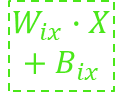 W_{ix} · X
+ B_{ix}